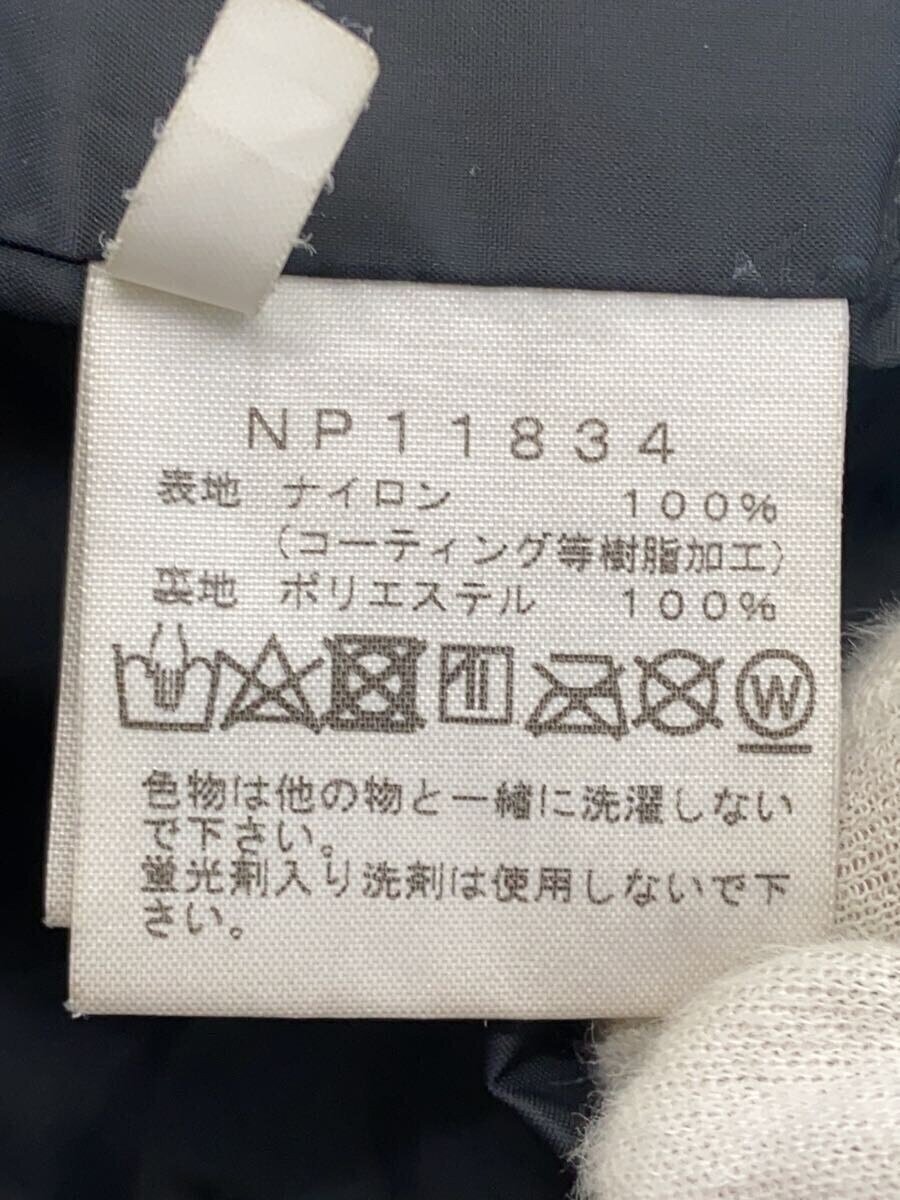 NP11834
表地 ナイロン 100%
(コーティング等樹脂加工)
裏地 ポリエステル 100%
W
色物は他の物と一緒に洗濯しない
で下さい。
蛍光剤入り洗剤は使用しないで下
さい。